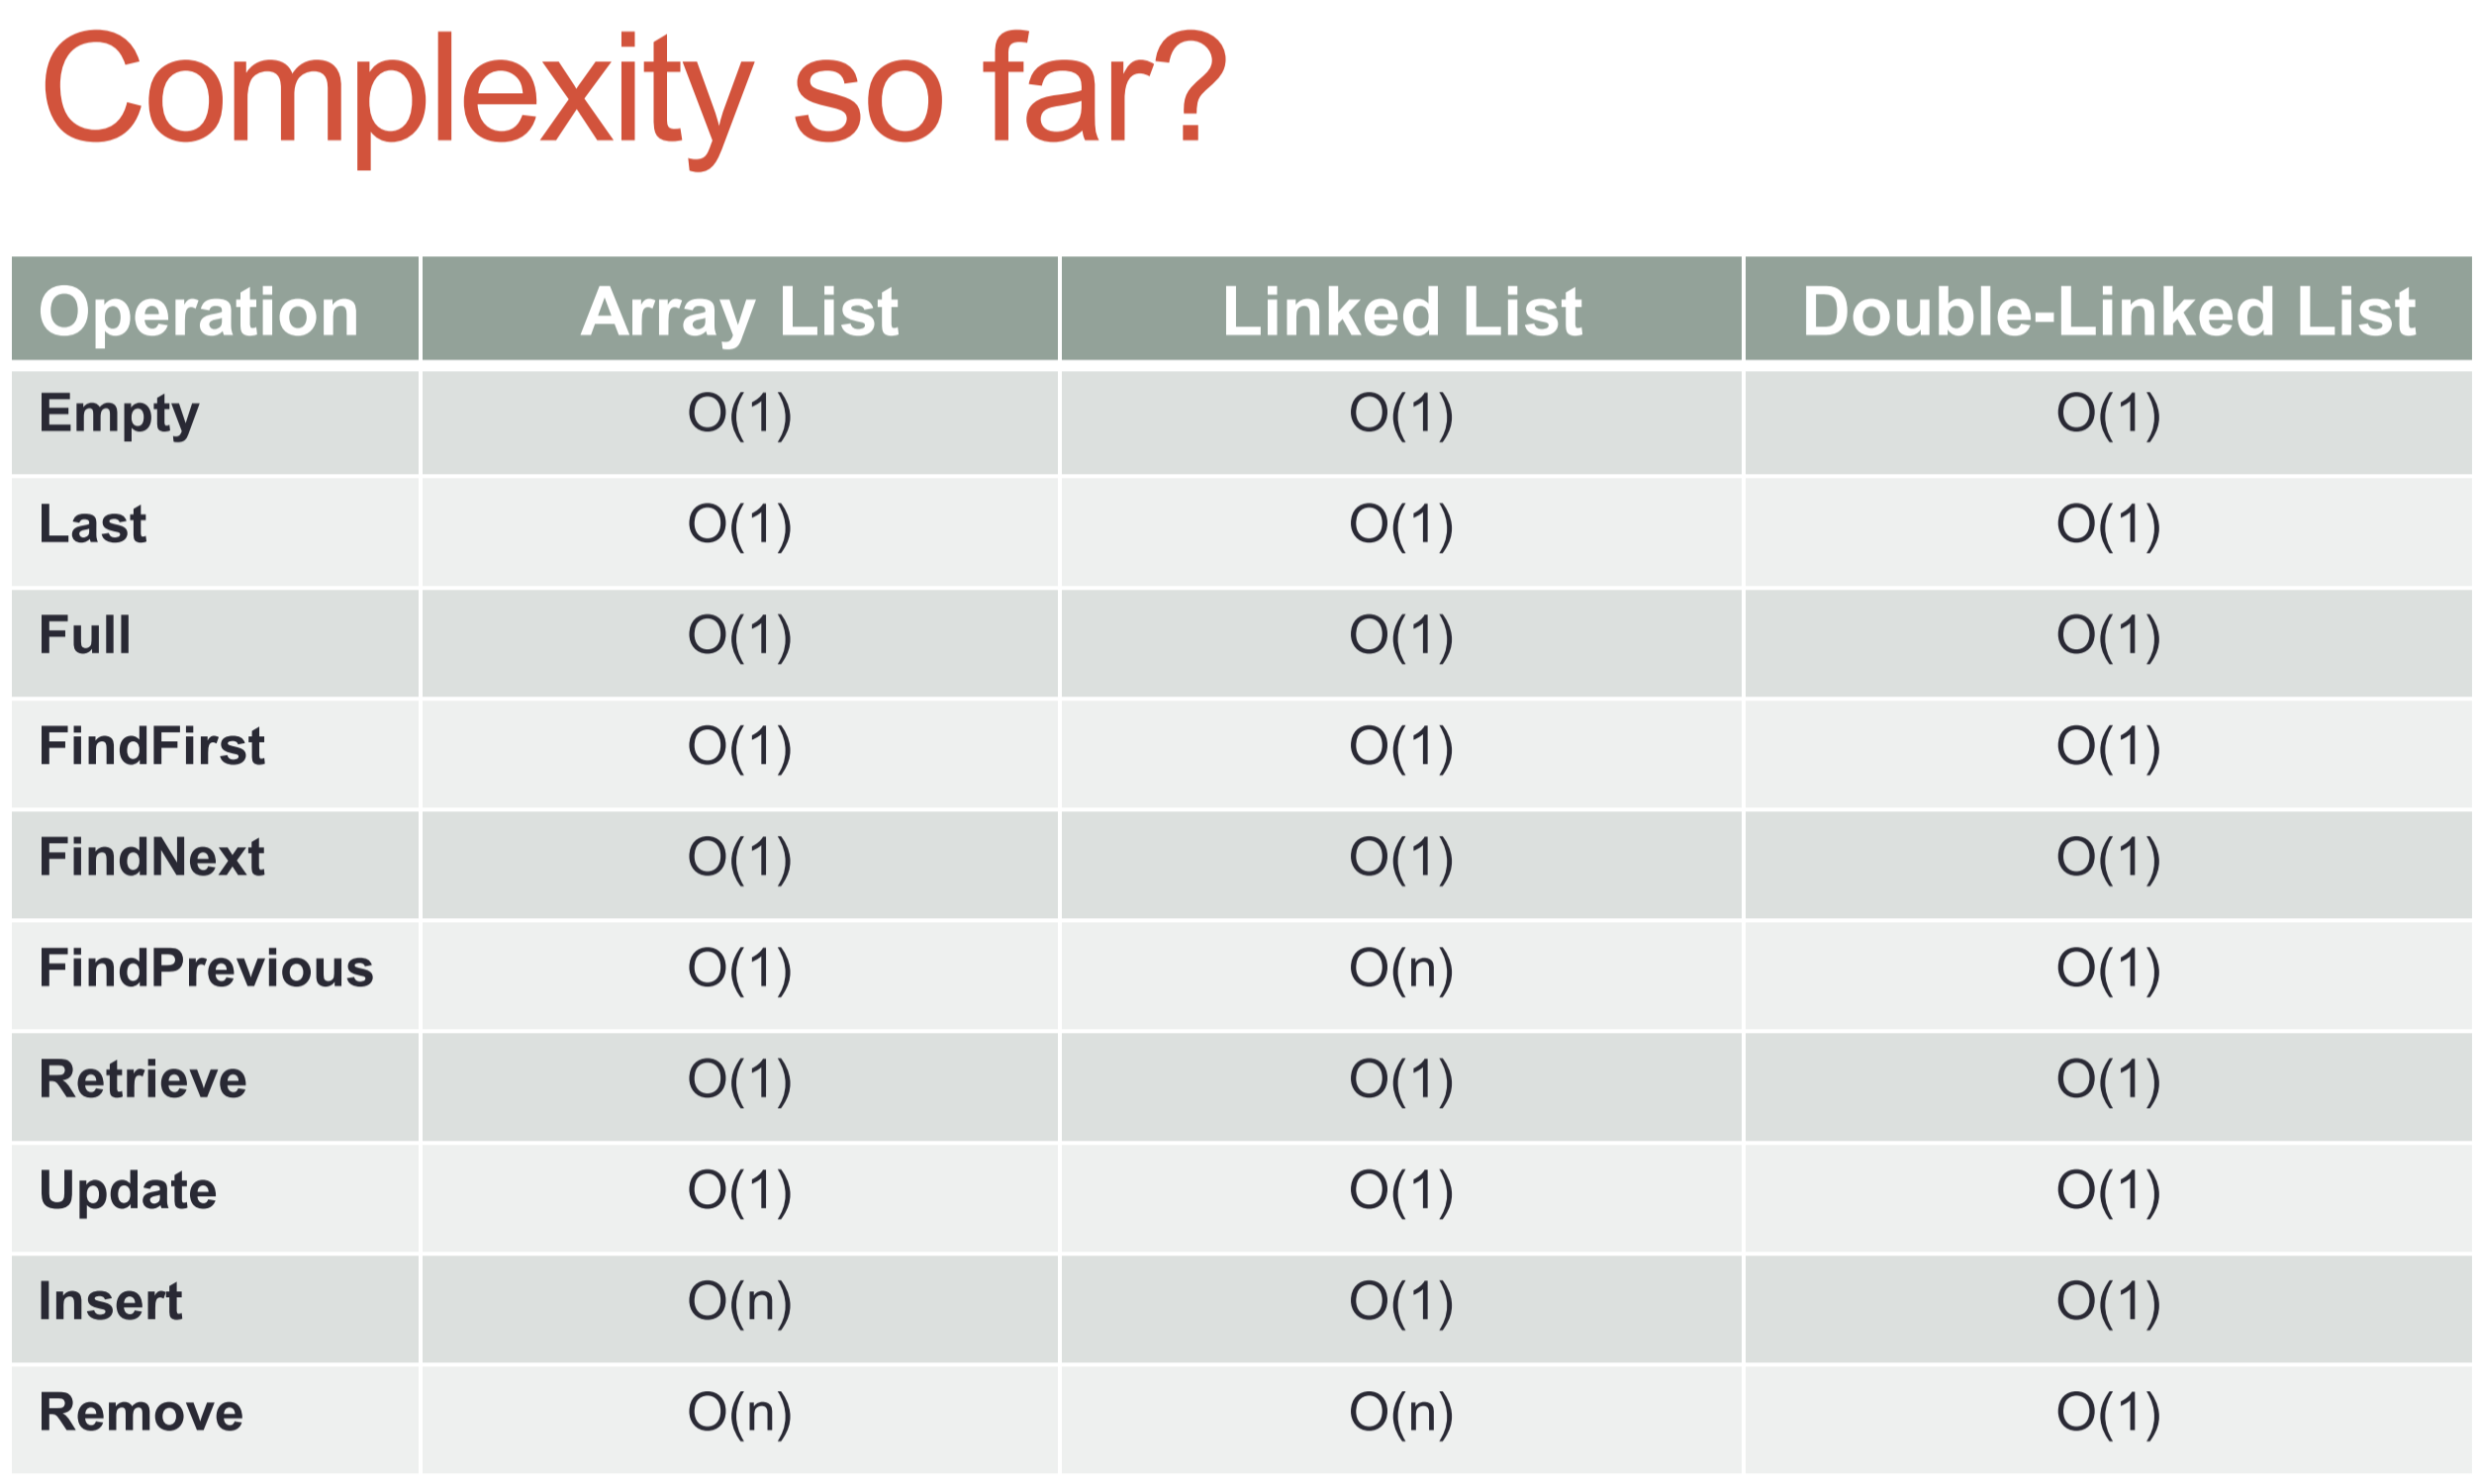 Complexity so far?
Operation Array List Linked List Double-Linked List
Empty O(1) O(1) O(1)
Last O(1) O(1) O(1)
Full O(1) O(1) O(1)
FindFirst O(1) O(1) O(1)
FindNext O(1) O(1) O(1)
FindPrevious O(1) O(n) O(1)
Retrieve O(1) O(1) O(1)
Update O(1) O(1) O(1)
Insert O(n) O(1) O(1)
Remove O(n) O(n) O(1)